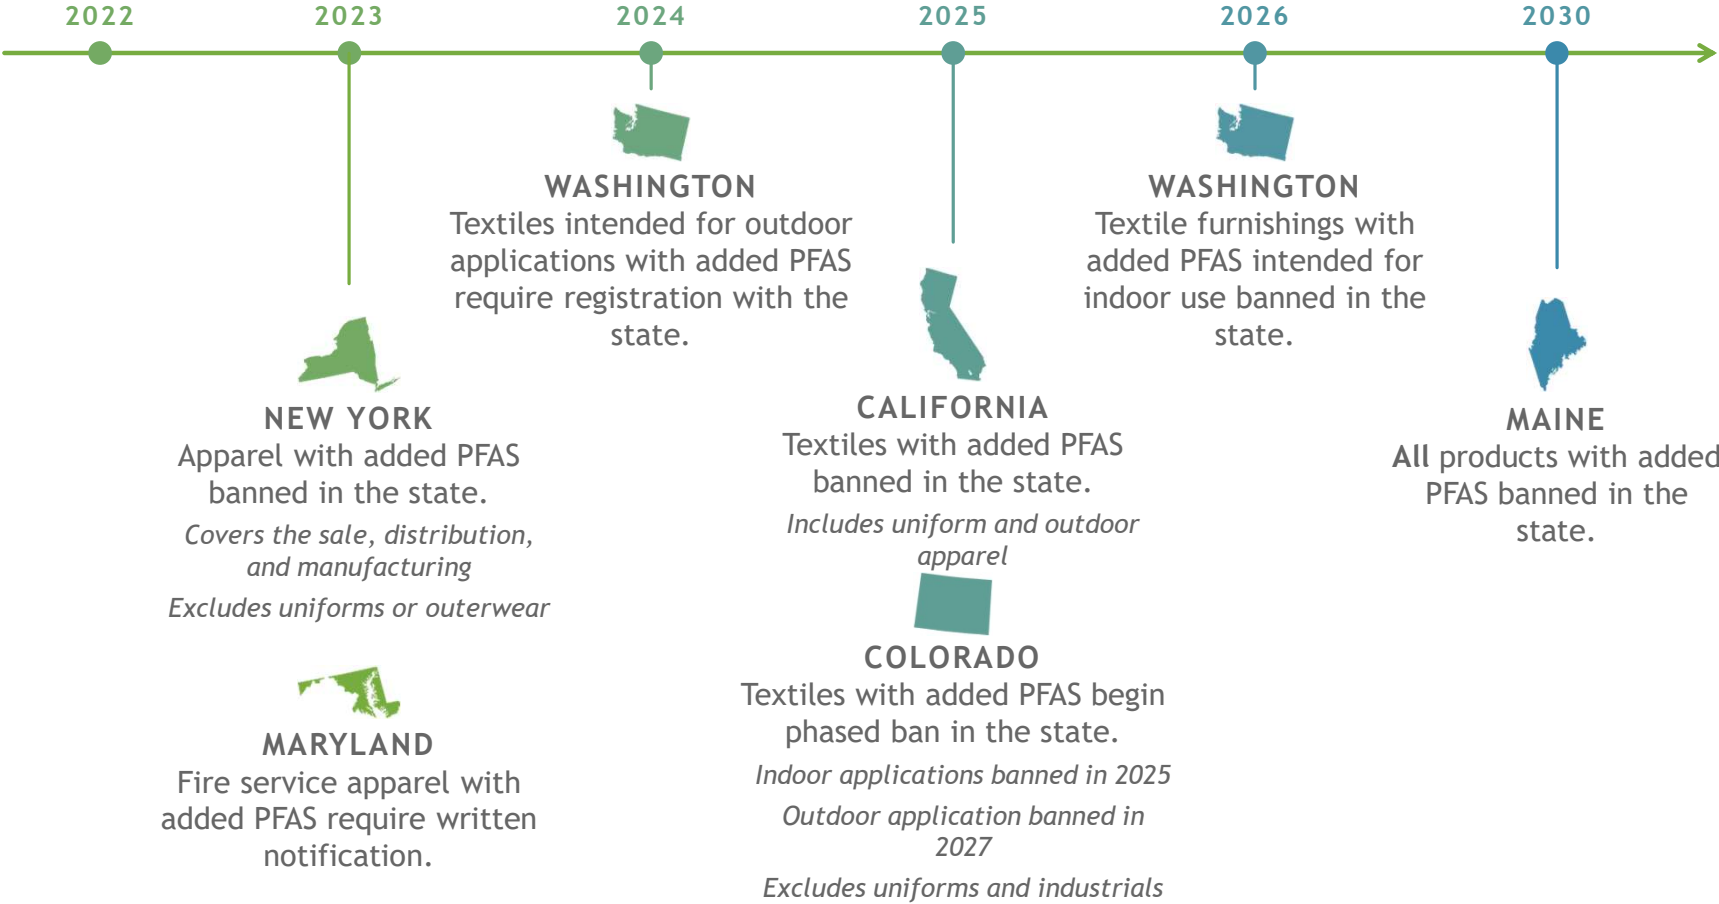 2022
2023
2024
2025
2026
2030
NEW YORK
Apparel with added PFAS
banned in the state.
Covers the sale, distribution,
and manufacturing
Excludes uniforms or outerwear
MARYLAND
Fire service apparel with
added PFAS require written
notification.
WASHINGTON
Textiles intended for outdoor
applications with added PFAS
require registration with the
state.
CALIFORNIA
Textiles with added PFAS
banned in the state.
Includes uniform and outdoor
apparel
COLORADO
Textiles with added PFAS begin
phased ban in the state.
Indoor applications banned in 2025
Outdoor application banned in
2027
Excludes uniforms and industrials
WASHINGTON
Textile furnishings with
added PFAS intended for
indoor use banned in the
state.
MAINE
All products with added
PFAS banned in the
state.